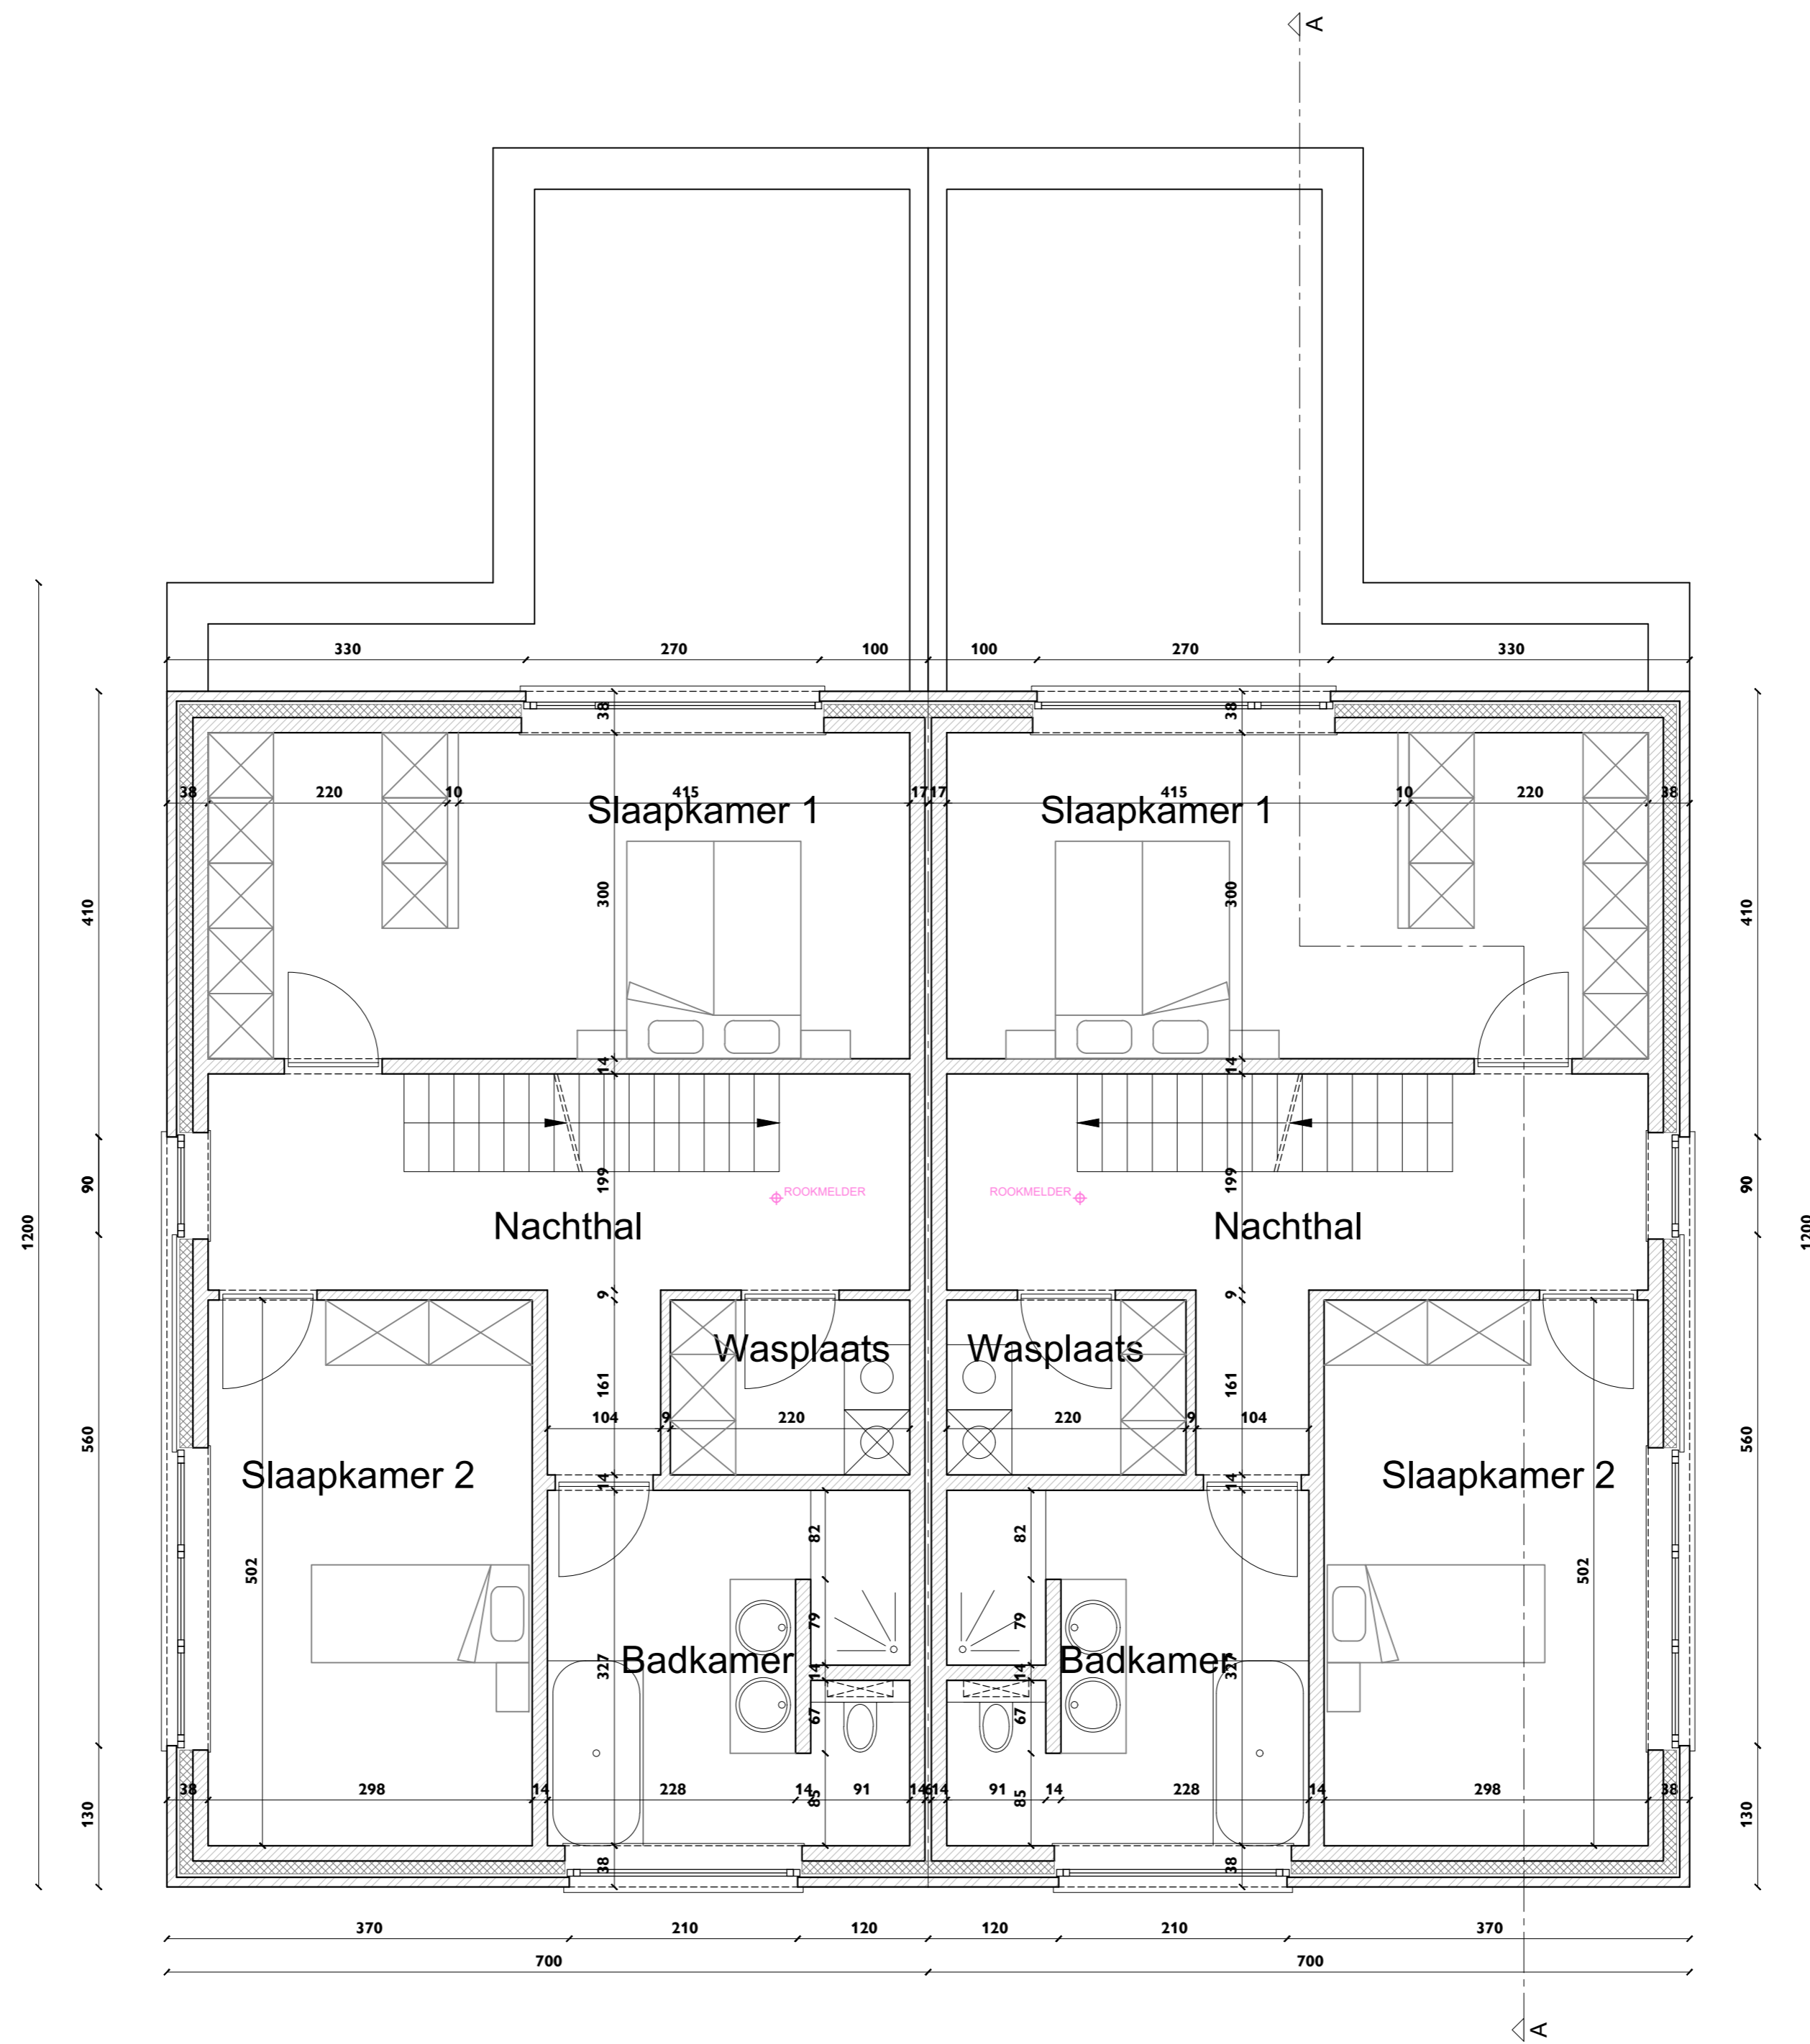 A
330 270 100 100 270 330
38 38
38 220 10 415 17 17 415 10 220 38
Slaapkamer 1 Slaapkamer 1
410 300 300 410
14 14
90 199 199 90
ROOKMELDER ROOKMELDER
1200 Nachthal Nachthal 1200
9 9
Wasplaats Wasplaats
161 161
104 9 220 220 9 104
560 560
Slaapkamer 2 Slaapkamer 2
14 14
82 82
502 502
79 79
Badkamer Badkamer
327 14 14 327
67 67
38 298 14 228 14 91 14 6 14 91 14 228 14 298 38
130 85 85 130
38 38
370 210 120 120 210 370
700 700
A